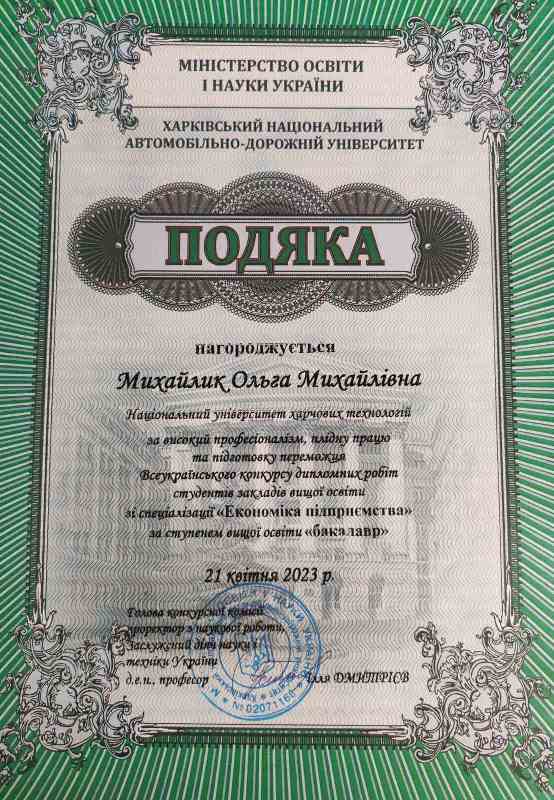 МІНІСТЕРСТВО ОСВІТИ
І НАУКИ УКРАЇНИ
ХАРКІВСЬКИЙ НАЦІОНАЛЬНИЙ
АВТОМОБІЛЬНО-ДОРОЖНІЙ УНІВЕРСИТЕТ
ПОДЯКА
нагороджується
Михайлик Ольга Михайлівна
Національний університет харчових технологій
за високий професіоналізм, плідну працю
та підготовку переможця
Всеукраїнського конкурсу дипломних робіт
студентів закладів вищої освіти
зі спеціалізації «Економіка підприємства»
за ступенем вищої освіти «бакалавр»
21 квітня 2023 р.
Голова конкурсної комісії
проректор з наукової роботи,
Заслужений діяч науки і
техніки України
д.е.н., професор Ілля ДМИТРІЄВ
№ 02071168